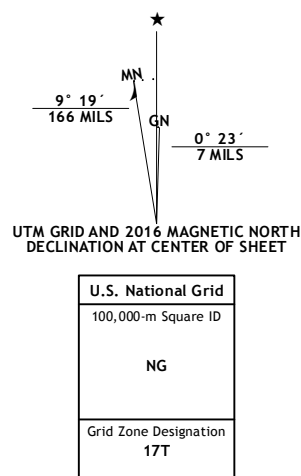 MN
9° 19´
166 MILS
GN
0° 23´
7 MILS
UTM GRID AND 2016 MAGNETIC NORTH
DECLINATION AT CENTER OF SHEET
U.S. National Grid
100,000-m Square ID
NG
Grid Zone Designation
17T